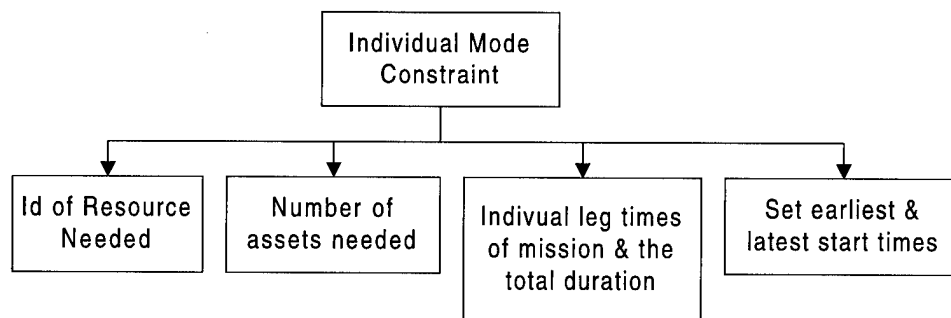 Individual Mode
Constraint
Id of Resource
Needed
Number of
assets needed
Indivual leg times
of mission & the
total duration
Set earliest &
latest start times